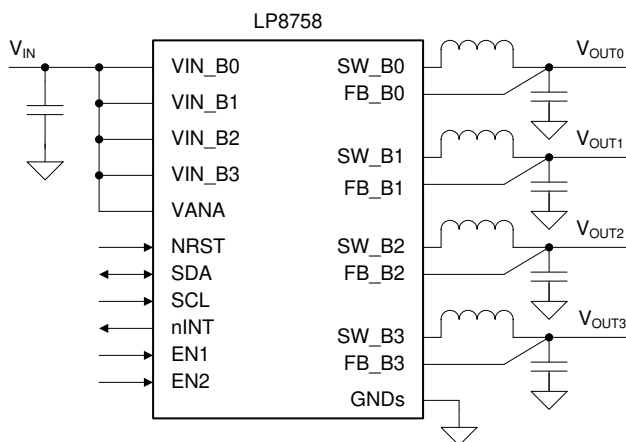 LP8758
VIN
VIN_B0
VIN_B1
VIN_B2
VIN_B3
VANA
NRST
SDA
SCL
nINT
EN1
EN2
SW_B0
FB_B0
SW_B1
FB_B1
SW_B2
FB_B2
SW_B3
FB_B3
GNDs
VOUT0
VOUT1
VOUT2
VOUT3